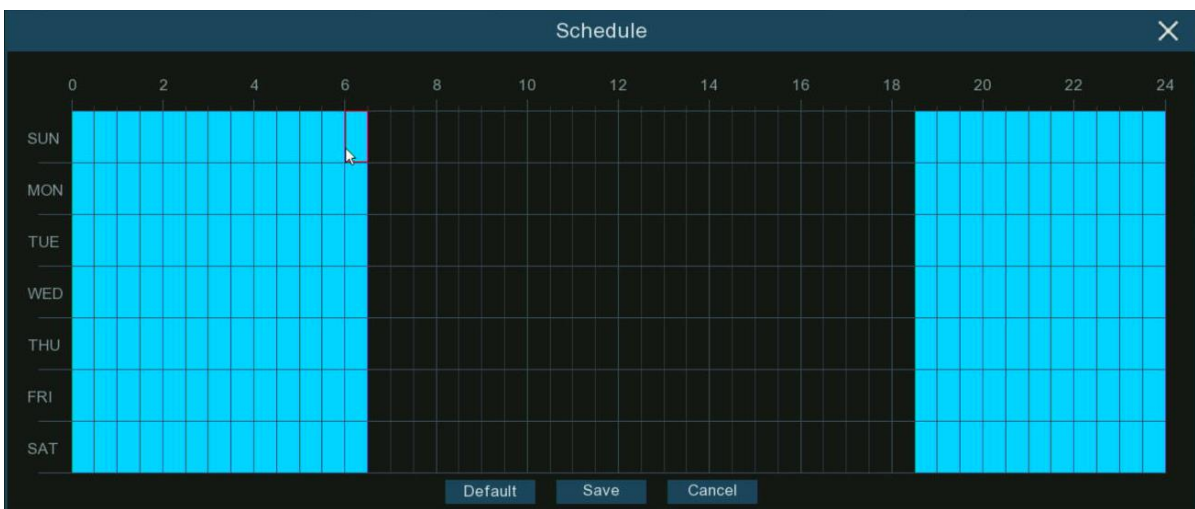 Schedule
0 2 4 6 8 10 12 14 16 18 20 22 24
SUN
MON
TUE
WED
THU
FRI
SAT
Default Save Cancel